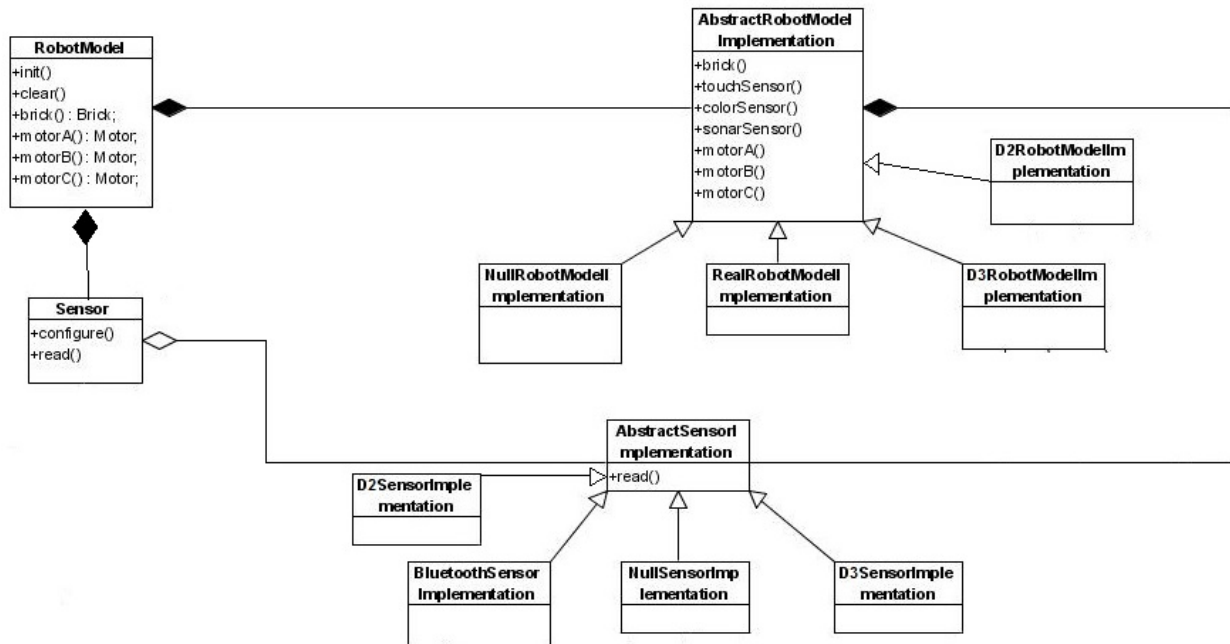 AbstractRobotModel
Implementation
+brick()
+touchSensor()
+colorSensor()
+sonarSensor()
+motorA()
+motorB()
+motorC()
RobotModel
+init()
+clear()
+brick() : Brick;
+motorA() : Motor;
+motorB() : Motor;
+motorC() : Motor;
D2RobotModelIm
plementation
NullRobotModelI
mplementation
RealRobotModelI
mplementation
D3RobotModelIm
plementation
Sensor
+configure()
+read()
AbstractSensorI
mplementation
+read()
D2SensorImple
mentation
BluetoothSensor
Implementation
NullSensorImp
lementation
D3SensorImple
mentation